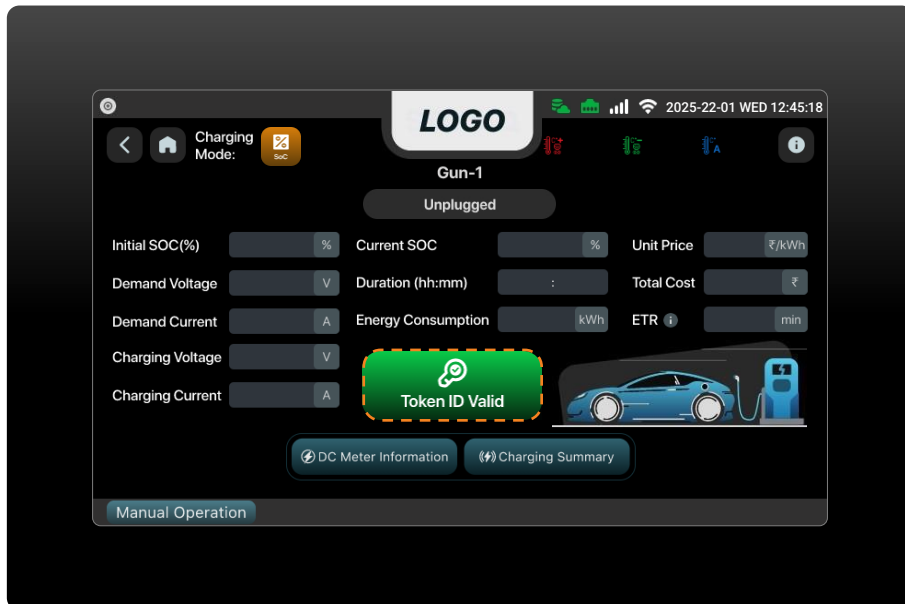 2025-22-01 WED 12:45:18
LOGO
Charging
Mode:
SoC
A
Gun-1
Unplugged
Initial SOC(%) %
Current SOC %
Unit Price ₹/kWh
Demand Voltage V
Duration (hh:mm) :
Total Cost ₹
Demand Current A
Energy Consumption kWh
ETR min
Charging Voltage V
Charging Current A
Token ID Valid
DC Meter Information
Charging Summary
Manual Operation